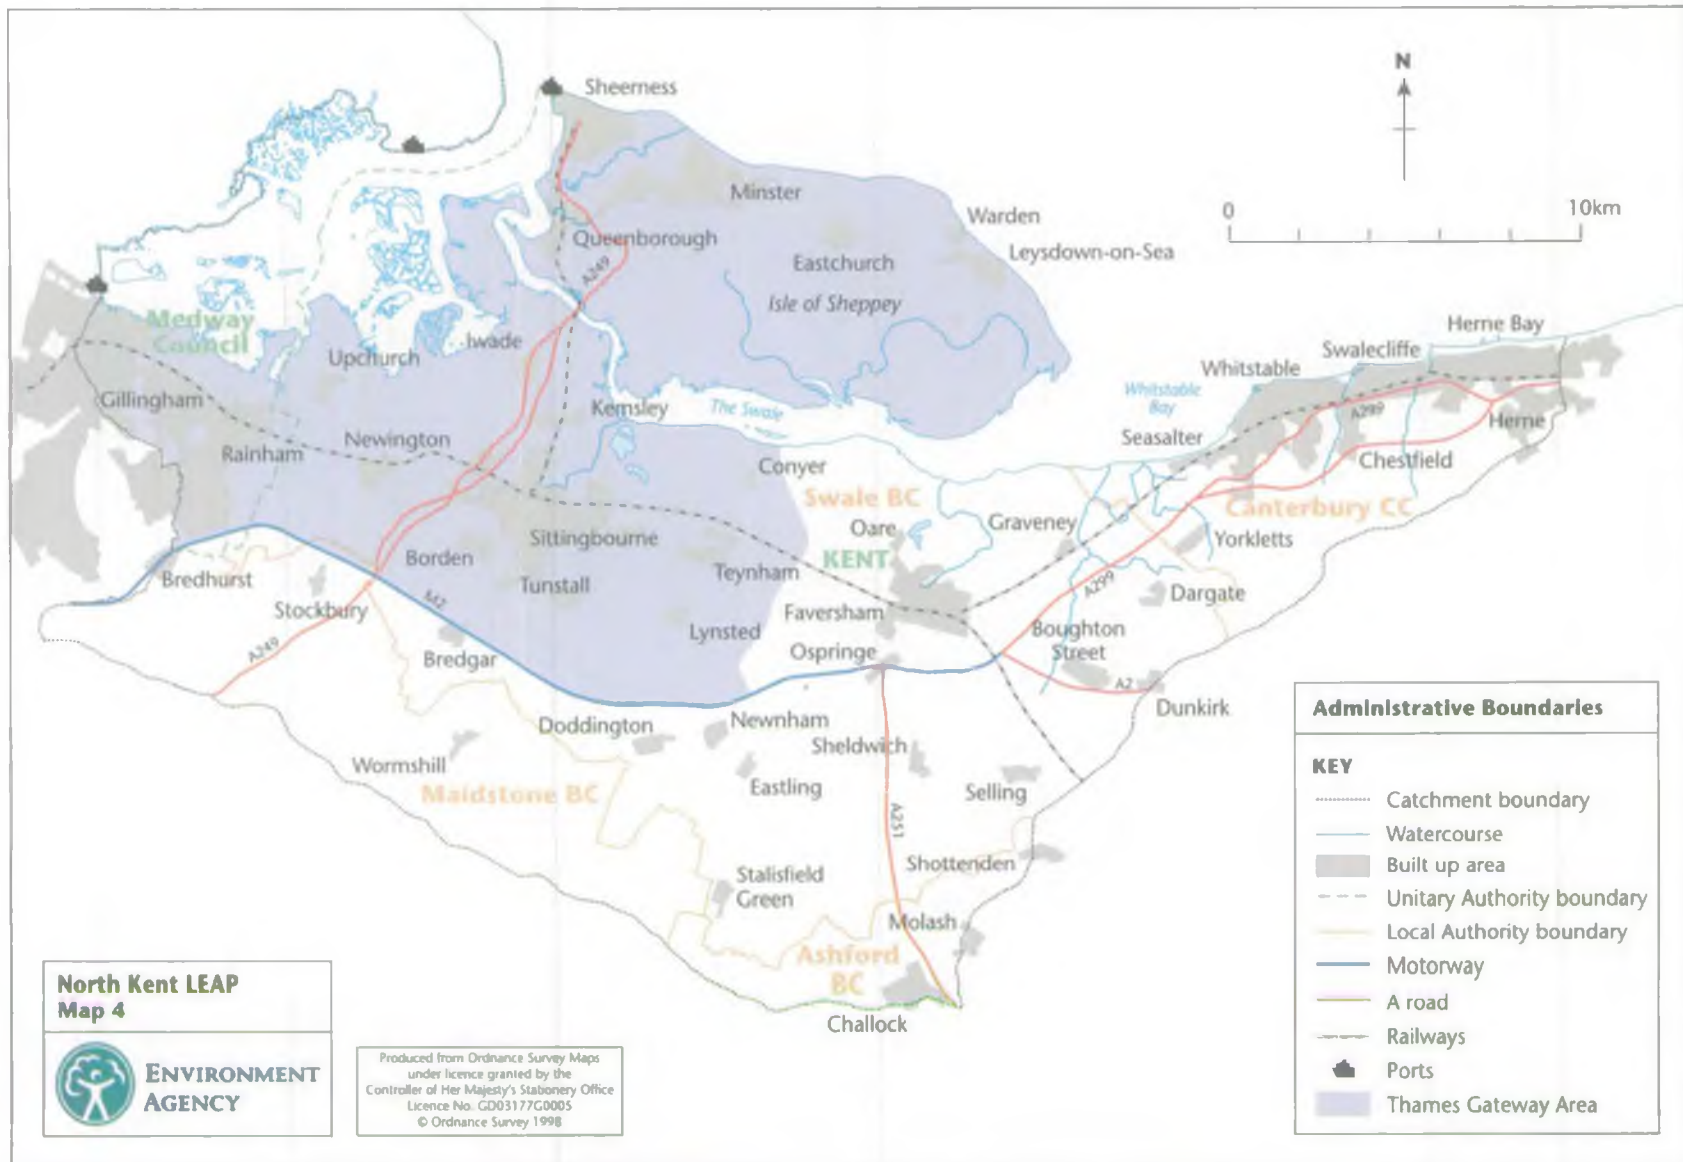 N
0 10km
Sheerness
Minster
Warden
Queenborough
Leysdown-on-Sea
A249
Eastchurch
Isle of Sheppey
Medway
Council
Iwade
Upchurch
Herne Bay
Swalecliffe
Whitstable
Whitstable
Bay
Gillingham
Kemsley
The Swale
A299
Herne
Newington
Seasalter
Rainham
Conyer
Chestfield
Swale BC
Canterbury CC
Oare
Graveney
Sittingbourne
Yorkletts
Borden
KENT
Bredhurst
Teynham
Tunstall
A299
Dargate
Stockbury
M2
Faversham
Lynsted
Boughton
Street
A249
Bredgar
Ospringe
A2
Dunkirk
Doddington
Newnham
Sheldwich
Wormshill
Maidstone BC
Eastling
Selling
A251
Shottenden
Stalisfield
Green
Molash
Ashford
BC
Challock
North Kent LEAP
Map 4
ENVIRONMENT
AGENCY
Produced from Ordnance Survey Maps
under licence granted by the
Controller of Her Majesty's Stationery Office
Licence No. GD03177G0005
© Ordnance Survey 1998
Administrative Boundaries
KEY
Catchment boundary
Watercourse
Built up area
Unitary Authority boundary
Local Authority boundary
Motorway
A road
Railways
Ports
Thames Gateway Area